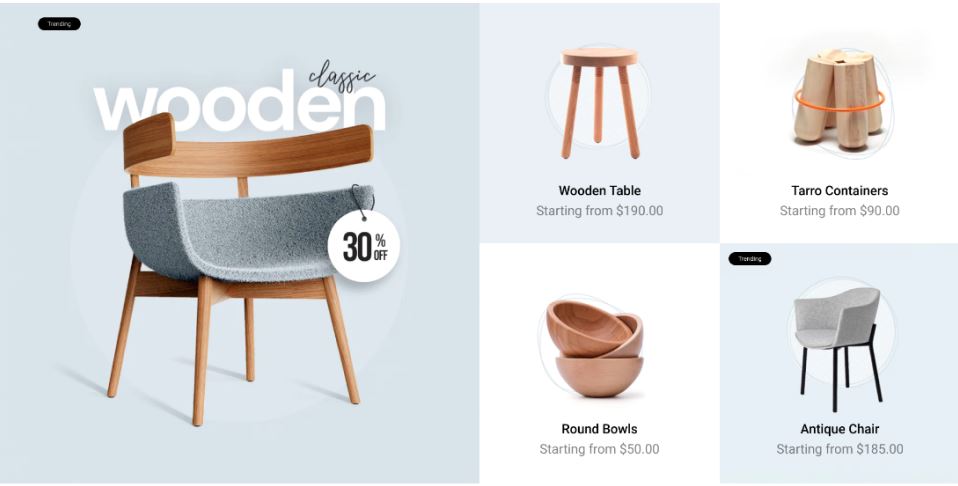 Trending
classic
wooden
30% OFF
Wooden Table
Starting from $190.00
Tarro Containers
Starting from $90.00
Round Bowls
Starting from $50.00
Trending
Antique Chair
Starting from $185.00